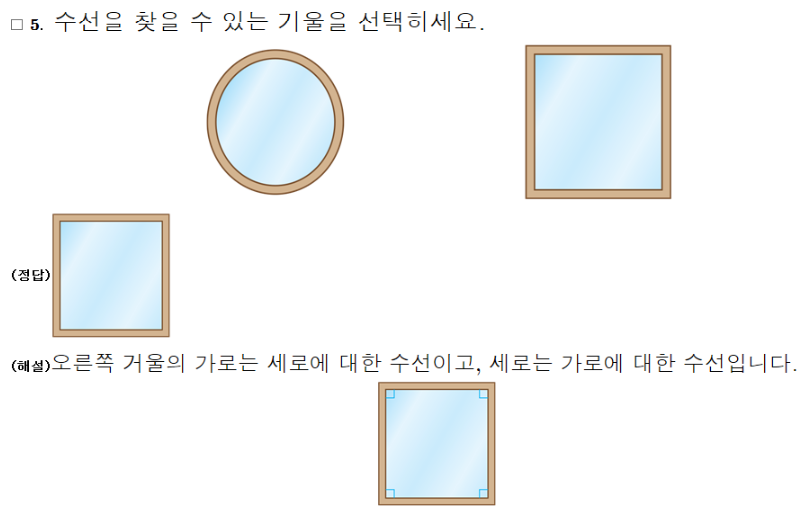 □ 5. 수선을 찾을 수 있는 기울을 선택히세요.
(정답)
(해설)오른쪽 거울의 가로는 세로에 대한 수선이고, 세로는 가로에 대한 수선입니다.